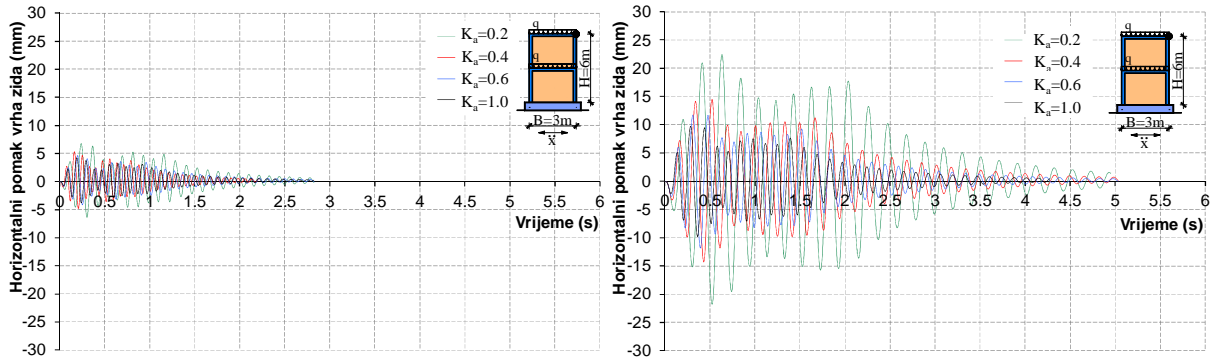 Horizontalni pomak vrha zida (mm)
30
25
20
15
10
5
0
-5
-10
-15
-20
-25
-30
0 0.5 1 1.5 2 2.5 3 3.5 4 4.5 5 5.5 6
Vrijeme (s)
Ka=0.2
Ka=0.4
Ka=0.6
Ka=1.0
q
q
H=6m
B=3m
ẍ
Horizontalni pomak vrha zida (mm)
30
25
20
15
10
5
0
-5
-10
-15
-20
-25
-30
0 0.5 1 1.5 2 2.5 3 3.5 4 4.5 5 5.5 6
Vrijeme (s)
Ka=0.2
Ka=0.4
Ka=0.6
Ka=1.0
q
q
H=6m
B=3m
ẍ